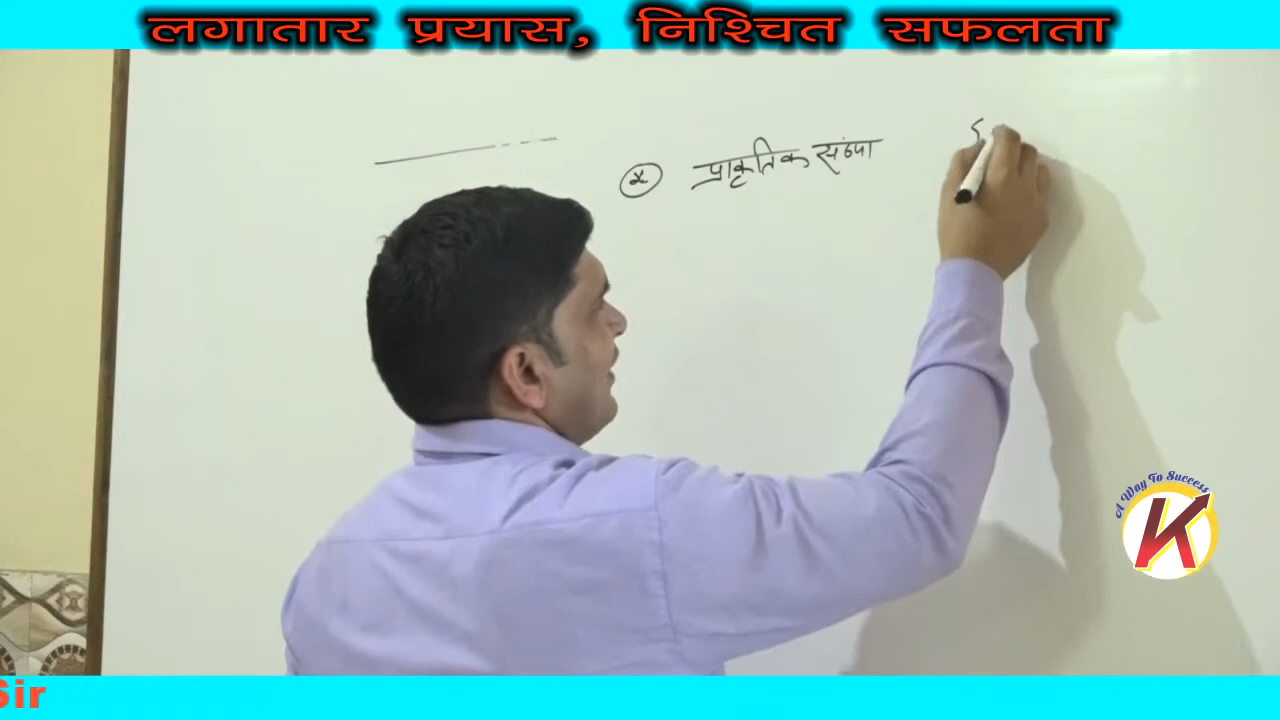 लगातार प्रयास, निश्चित सफलता
प्राकृतिक संख्या
A Way To Success
K
Sir